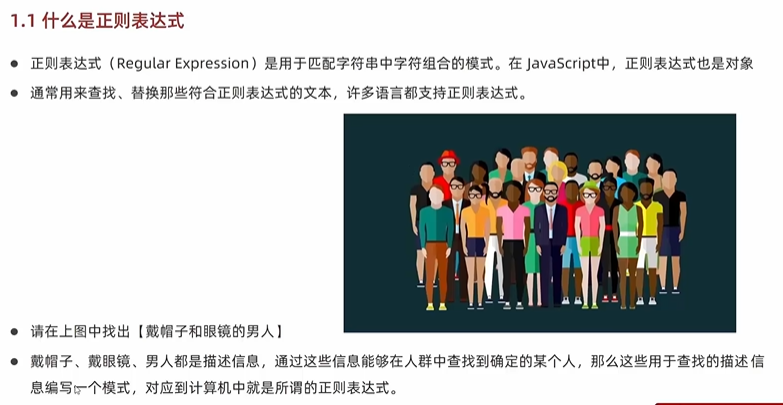 1.1 什么是正则表达式
正则表达式（Regular Expression）是用于匹配字符串中字符组合的模式。在 JavaScript中，正则表达式也是对象
通常用来查找、替换那些符合正则表达式的文本，许多语言都支持正则表达式。
请在上图中找出【戴帽子和眼镜的男人】
戴帽子、戴眼镜、男人都是描述信息，通过这些信息能够在人群中查找到确定的某个人，那么这些用于查找的描述信
息编写一个模式，对应到计算机中就是所谓的正则表达式。